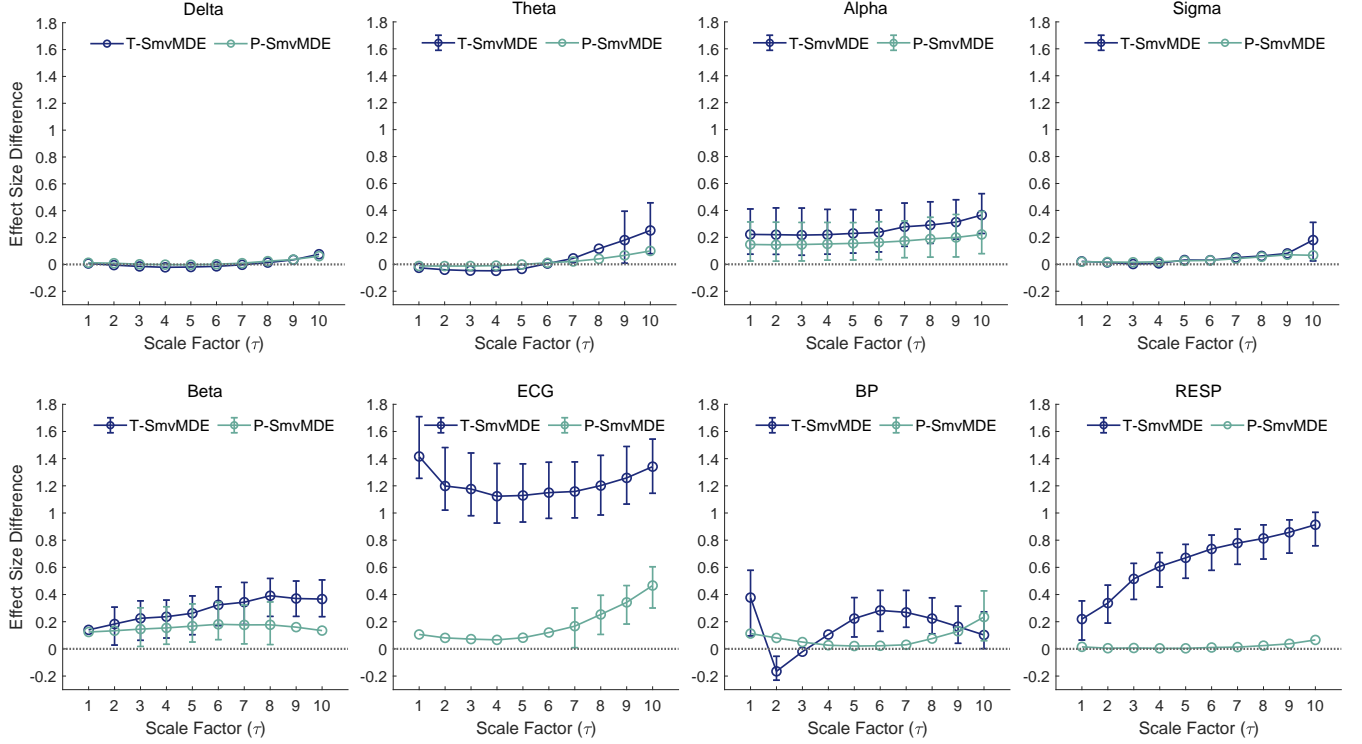 Delta
Theta
Alpha
Sigma
1.8
1.6
1.4
1.2
1
0.8
0.6
0.4
0.2
0
-0.2
Effect Size Difference
T-SmvMDE P-SmvMDE
1 2 3 4 5 6 7 8 9 10
Scale Factor (τ)
1.8
1.6
1.4
1.2
1
0.8
0.6
0.4
0.2
0
-0.2
T-SmvMDE P-SmvMDE
1 2 3 4 5 6 7 8 9 10
Scale Factor (τ)
1.8
1.6
1.4
1.2
1
0.8
0.6
0.4
0.2
0
-0.2
T-SmvMDE P-SmvMDE
1 2 3 4 5 6 7 8 9 10
Scale Factor (τ)
1.8
1.6
1.4
1.2
1
0.8
0.6
0.4
0.2
0
-0.2
T-SmvMDE P-SmvMDE
1 2 3 4 5 6 7 8 9 10
Scale Factor (τ)
Beta
ECG
BP
RESP
1.8
1.6
1.4
1.2
1
0.8
0.6
0.4
0.2
0
-0.2
Effect Size Difference
T-SmvMDE P-SmvMDE
1 2 3 4 5 6 7 8 9 10
Scale Factor (τ)
1.8
1.6
1.4
1.2
1
0.8
0.6
0.4
0.2
0
-0.2
T-SmvMDE P-SmvMDE
1 2 3 4 5 6 7 8 9 10
Scale Factor (τ)
1.8
1.6
1.4
1.2
1
0.8
0.6
0.4
0.2
0
-0.2
T-SmvMDE P-SmvMDE
1 2 3 4 5 6 7 8 9 10
Scale Factor (τ)
1.8
1.6
1.4
1.2
1
0.8
0.6
0.4
0.2
0
-0.2
T-SmvMDE P-SmvMDE
1 2 3 4 5 6 7 8 9 10
Scale Factor (τ)